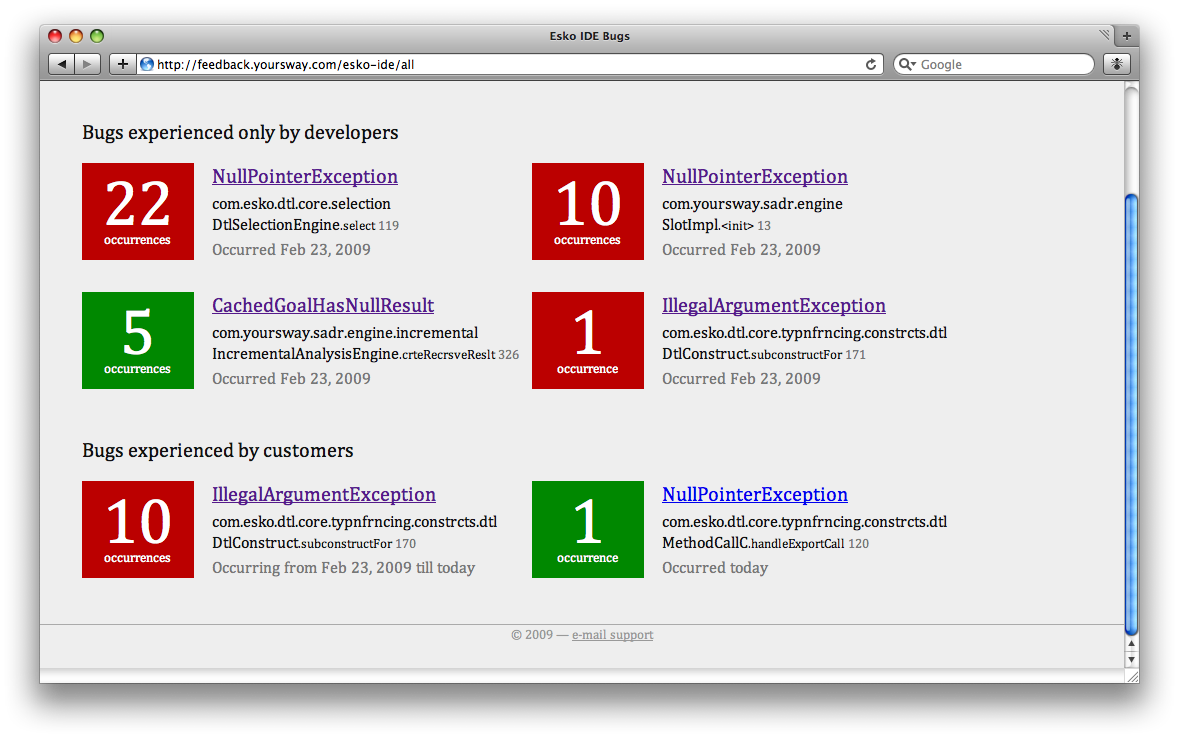 Esko IDE Bugs
http://feedback.yoursway.com/esko-ide/all
Google
Bugs experienced only by developers
22
occurrences
NullPointerException
com.esko.dtl.core.selection
DtlSelectionEngine.select 119
Occurred Feb 23, 2009
10
occurrences
NullPointerException
com.yoursway.sadr.engine
SlotImpl.<init> 13
Occurred Feb 23, 2009
5
occurrences
CachedGoalHasNullResult
com.yoursway.sadr.engine.incremental
IncrementalAnalysisEngine.crteRecrsveReslt 326
Occurred Feb 23, 2009
1
occurrence
IllegalArgumentException
com.esko.dtl.core.typnfrncing.constrcts.dtl
DtlConstruct.subconstructFor 171
Occurred Feb 23, 2009
Bugs experienced by customers
10
occurrences
IllegalArgumentException
com.esko.dtl.core.typnfrncing.constrcts.dtl
DtlConstruct.subconstructFor 170
Occurring from Feb 23, 2009 till today
1
occurrence
NullPointerException
com.esko.dtl.core.typnfrncing.constrcts.dtl
MethodCallC.handleExportCall 120
Occurred today
© 2009 — e-mail support